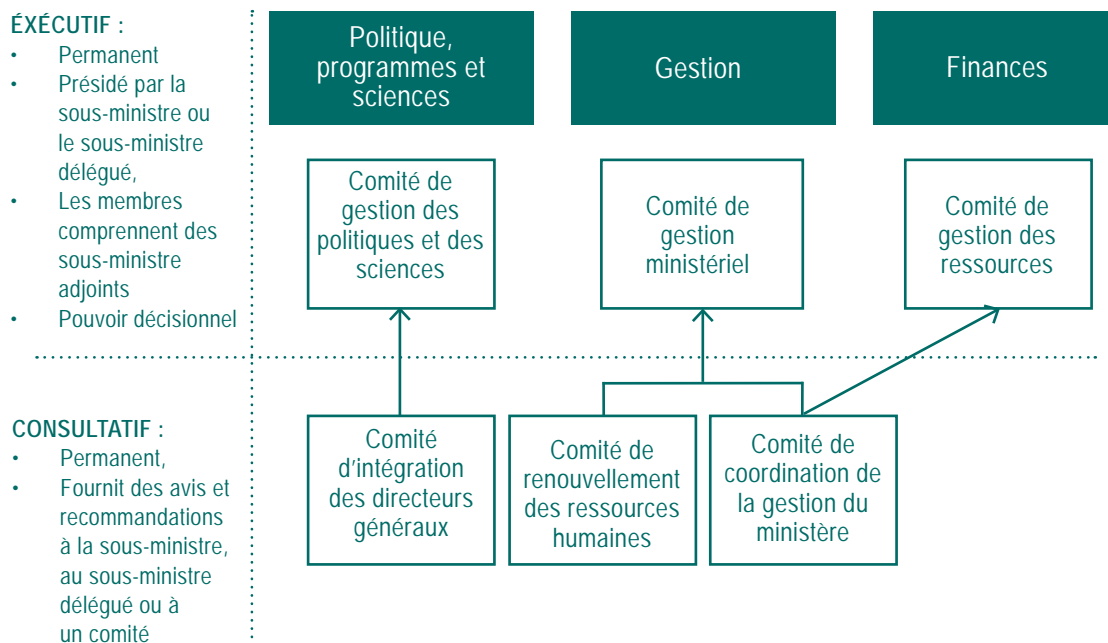 ÉXÉCUTIF :
• Permanent
• Présidé par la
sous-ministre ou
le sous-ministre
délégué,
• Les membres
comprennent des
sous-ministre
adjoints
• Pouvoir décisionnel
Politique,
programmes et
sciences
Gestion
Finances
Comité de
gestion des
politiques et des
sciences
Comité de
gestion
ministériel
Comité de
gestion des
ressources
CONSULTATIF :
• Permanent,
• Fournit des avis et
recommandations
à la sous-ministre,
au sous-ministre
délégué ou à
un comité
Comité
d'intégration
des directeurs
généraux
Comité de
renouvellement
des ressources
humaines
Comité de
coordination de
la gestion du
ministère